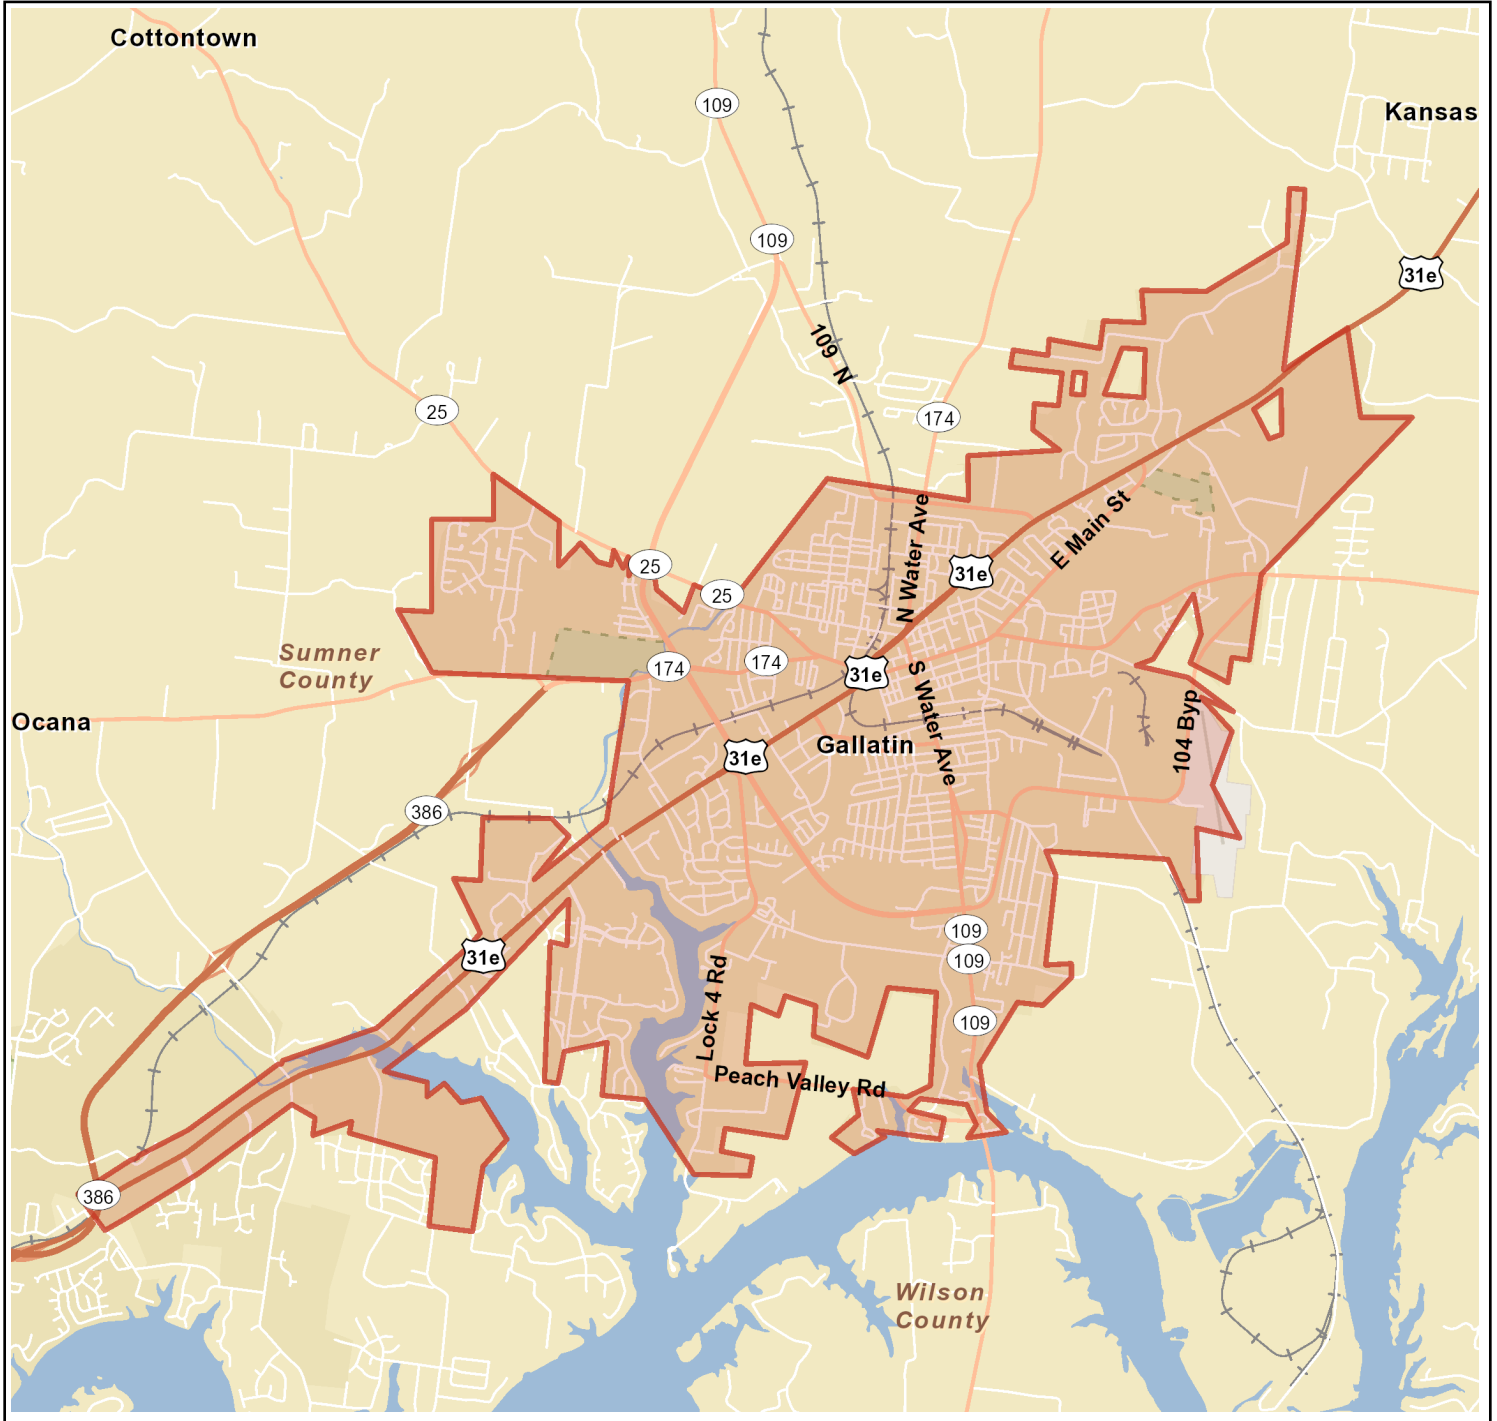 Cottontown
109
Kansas
109
31e
109 N
25
174
N Water Ave
E Main St
25
31e
25
Sumner
County
174
174
31e
S Water Ave
104 Byp
Ocana
Gallatin
31e
386
109
31e
109
Lock 4 Rd
109
Peach Valley Rd
386
Wilson
County